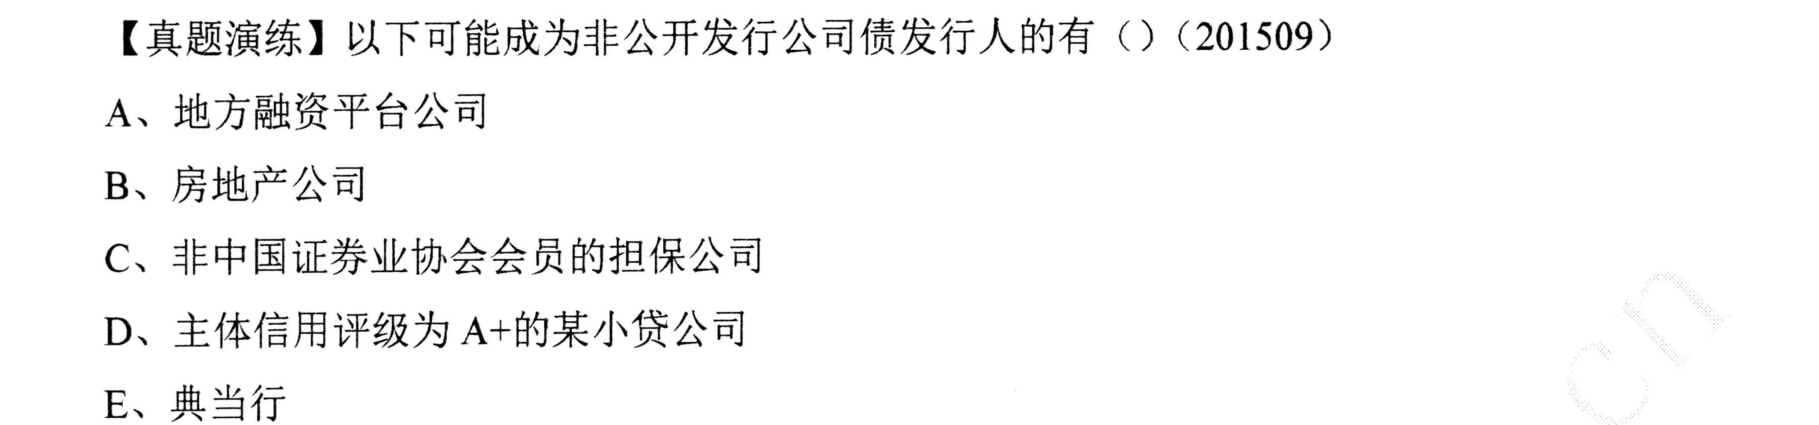 【真题演练】以下可能成为非公开发行公司债发行人的有（）（201509）
A、地方融资平台公司
B、房地产公司
C、非中国证券业协会会员的担保公司
D、主体信用评级为 A+的某小贷公司
E、典当行
cn